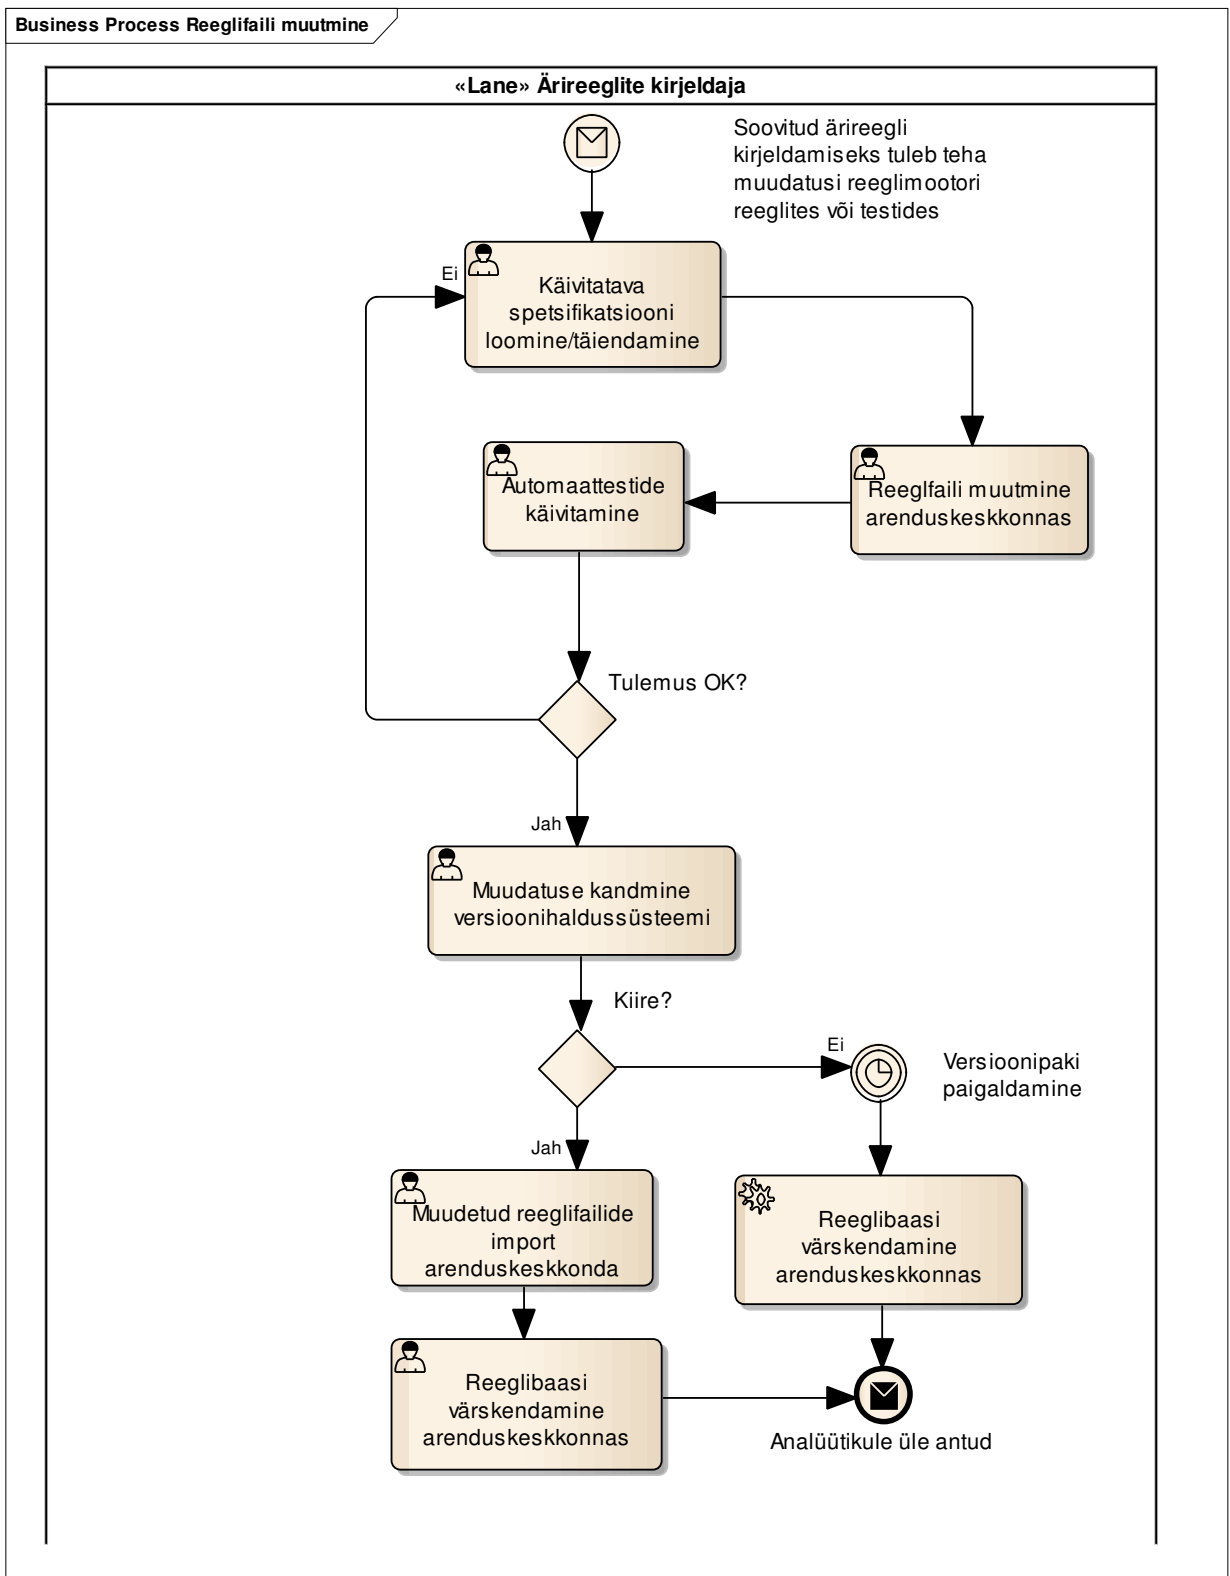 Business Process Reeglifaili muutmine
«Lane» Ärireeglite kirjeldaja
Soovitud ärireegli
kirjeldamiseks tuleb teha
muudatusi reeglimootori
reeglites või testides
Ei
Käivitatava
spetsifikatsiooni
loomine/täiendamine
Automaattestide
käivitamine
Reeglfaili muutmine
arenduskeskkonnas
Tulemus OK?
Jah
Muudatuse kandmine
versioonihaldussüsteemi
Kiire?
Ei
Versioonipaki
paigaldamine
Jah
Muudetud reeglifailide
import
arenduskeskkonda
Reeglibaasi
värskendamine
arenduskeskkonnas
Reeglibaasi
värskendamine
arenduskeskkonnas
Analüütikule üle antud